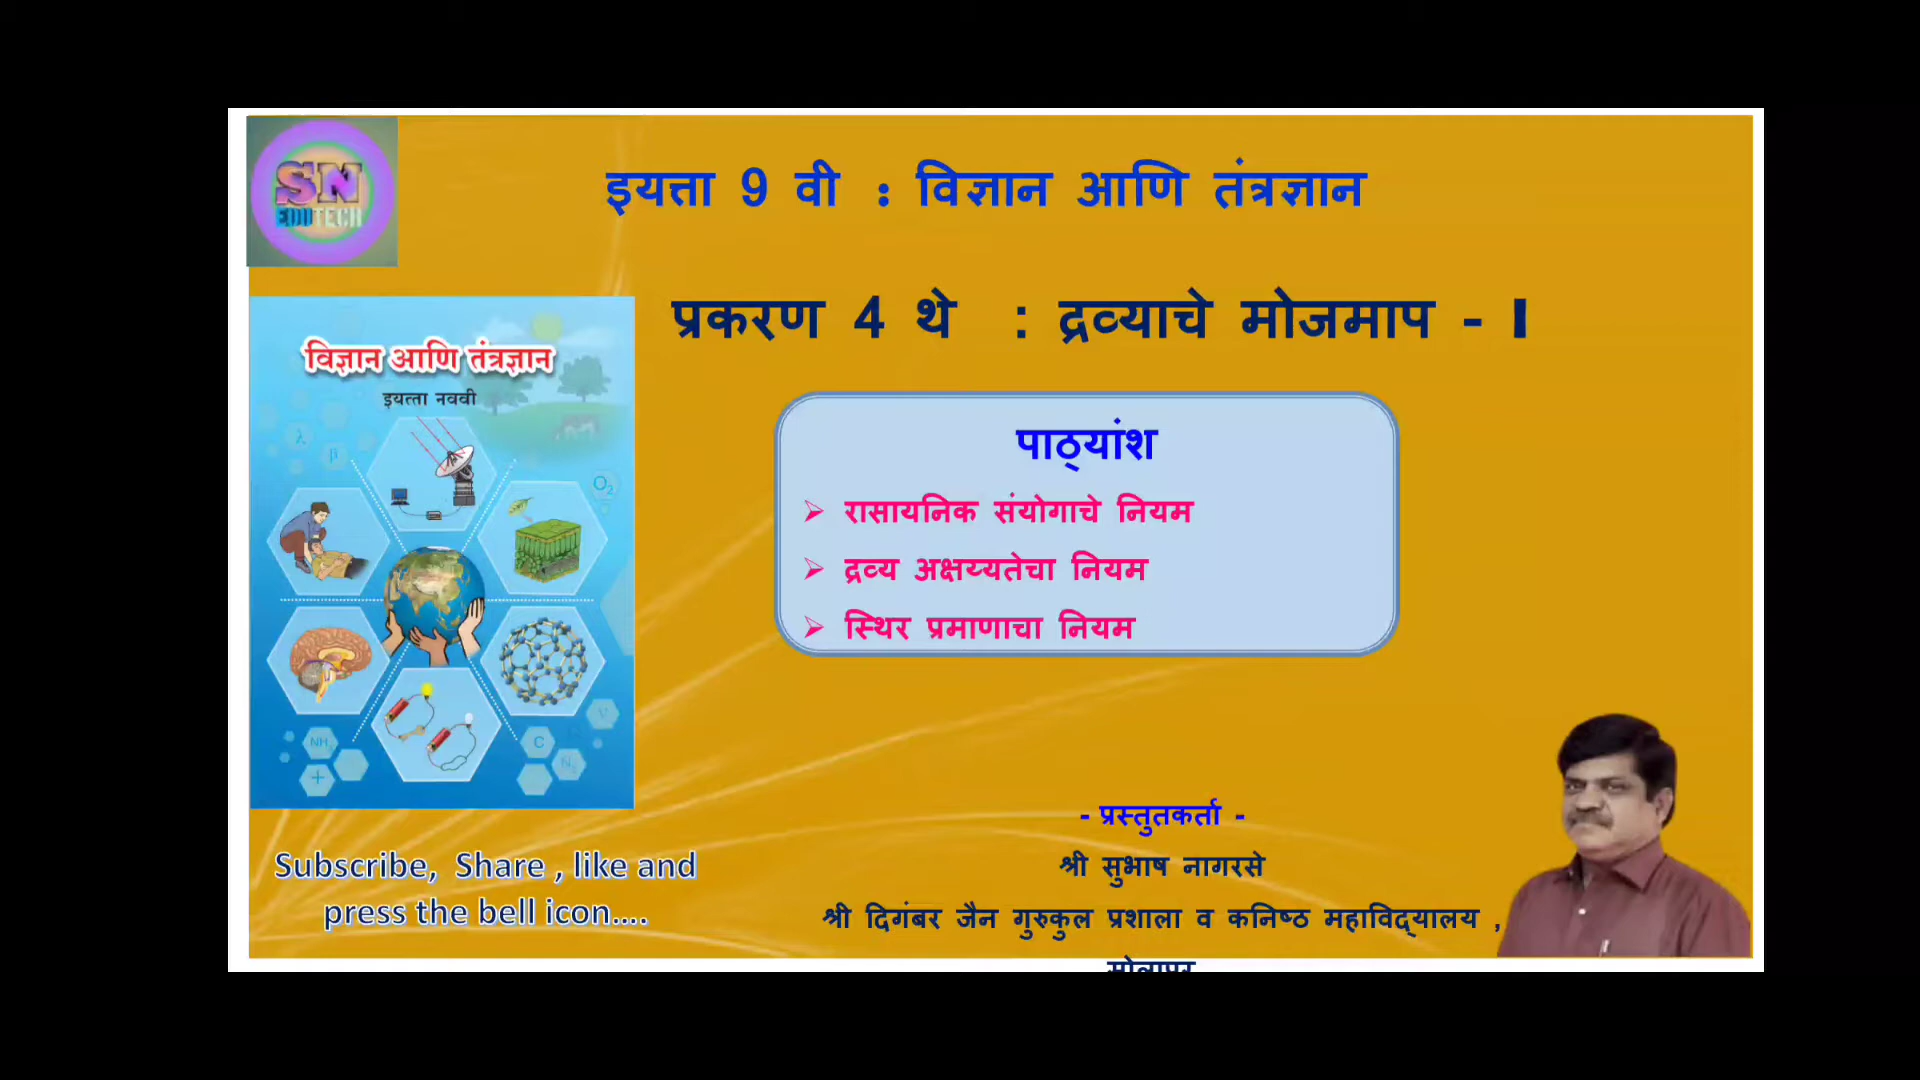 SN
EDUTECH
इयत्ता 9 वी : विज्ञान आणि तंत्रज्ञान
प्रकरण 4 थे : द्रव्याचे मोजमाप - I
विज्ञान आणि तंत्रज्ञान
इयत्ता नववी
λ
β
O₂
NH
C
N
V
पाठ्यांश
➢ रासायनिक संयोगाचे नियम
➢ द्रव्य अक्षय्यतेचा नियम
➢ स्थिर प्रमाणाचा नियम
Subscribe, Share , like and
press the bell icon....
- प्रस्तुतकर्ता -
श्री सुभाष नागरसे
श्री दिगंबर जैन गुरुकुल प्रशाला व कनिष्ठ महाविद्यालय ,
सोलापूर